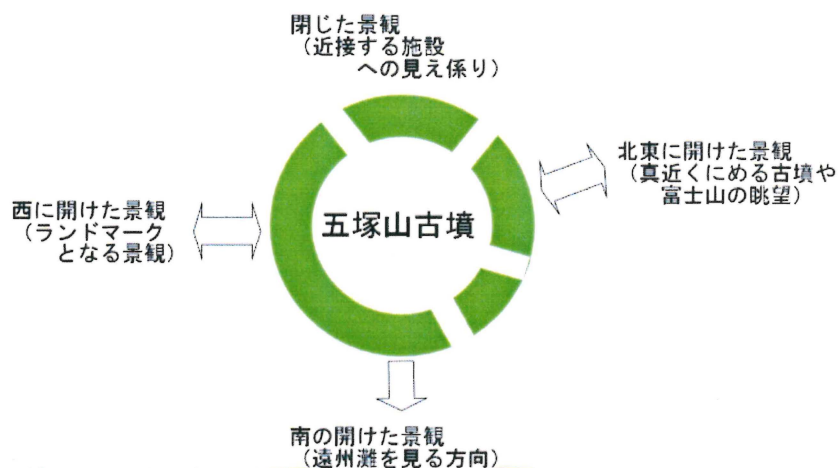 閉じた景観
（近接する施設
への見え係り）
北東に開けた景観
（真近くにめる古墳や
富士山の眺望）
西に開けた景観
（ランドマーク
となる景観）
五塚山古墳
南の開けた景観
（遠州灘を見る方向）